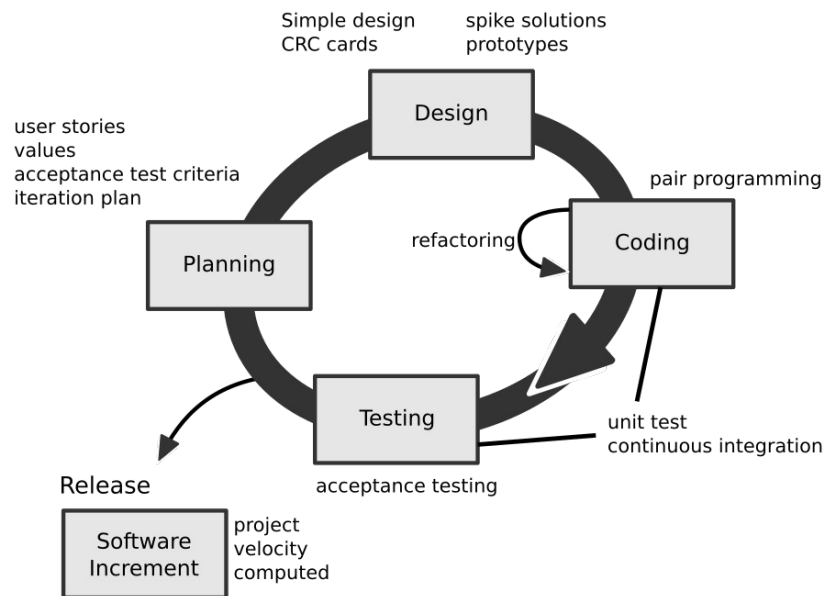 Simple design
CRC cards
spike solutions
prototypes
Design
user stories
values
acceptance test criteria
iteration plan
pair programming
Planning
refactoring
Coding
Testing
unit test
continuous integration
acceptance testing
Release
Software
Increment
project
velocity
computed